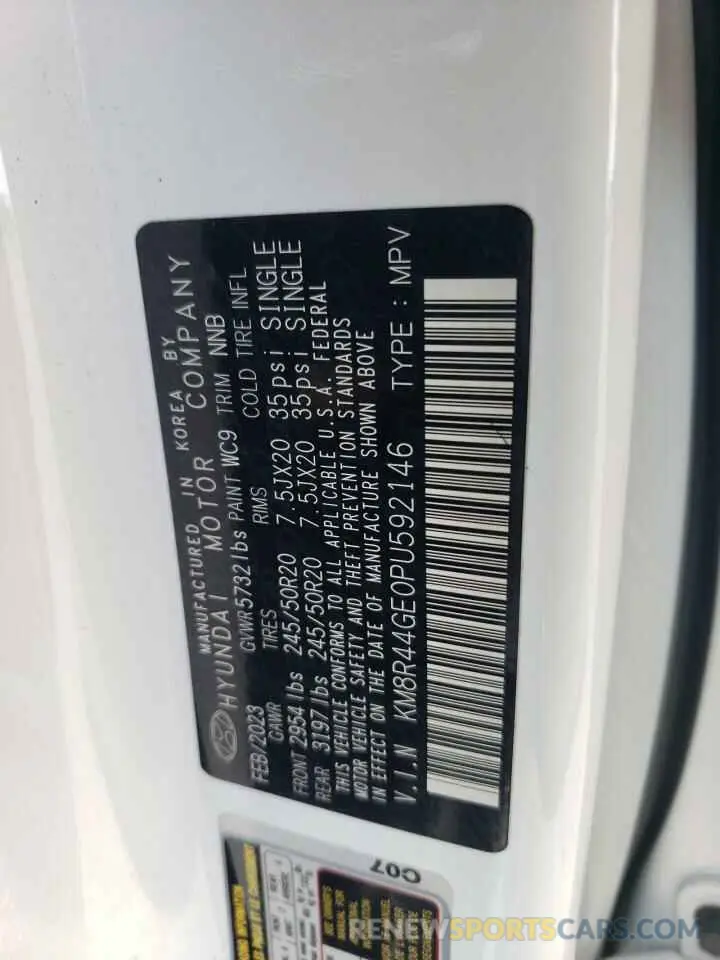 MANUFACTURED IN KOREA BY
HYUNDAI MOTOR COMPANY
FEB/2023 GVWR 5732lbs PAINT WC9 TRIM NNB
GAWR TIRES RIMS COLD TIRE INFL
FRONT 2954 lbs 245/50R20 7.5JX20 35psi SINGLE
REAR 3197 lbs 245/50R20 7.5JX20 35psi SINGLE
THIS VEHICLE CONFORMS TO ALL APPLICABLE U.S.A. FEDERAL
MOTOR VEHICLE SAFETY AND THEFT PREVENTION STANDARDS
IN EFFECT ON THE DATE OF MANUFACTURE SHOWN ABOVE
V.I.N KM8R44GE0PU592146 TYPE : MPV
C07
REALSPORTSCARS.COM